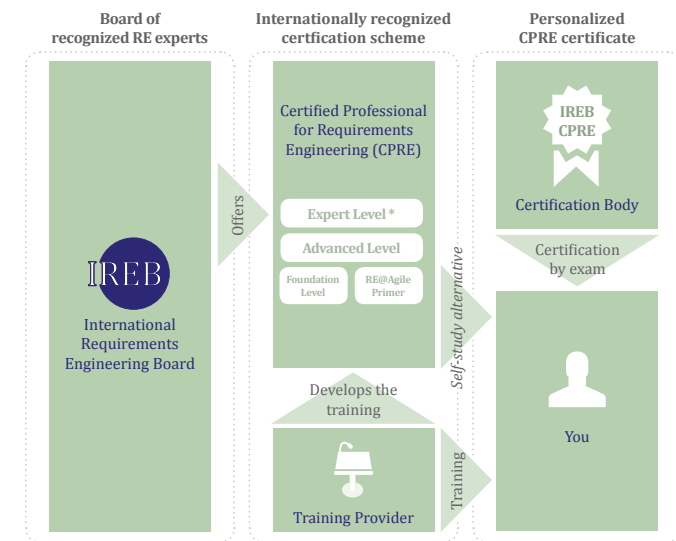 Board of
recognized RE experts
Internationally recognized
certfication scheme
Personalized
CPRE certificate
IREB
International
Requirements
Engineering Board
Offers
Certified Professional
for Requirements
Engineering (CPRE)
Expert Level *
Advanced Level
Foundation
Level
RE@Agile
Primer
Develops the
training
Training Provider
Self-study alternative
Training
IREB
CPRE
Certification Body
Certification
by exam
You